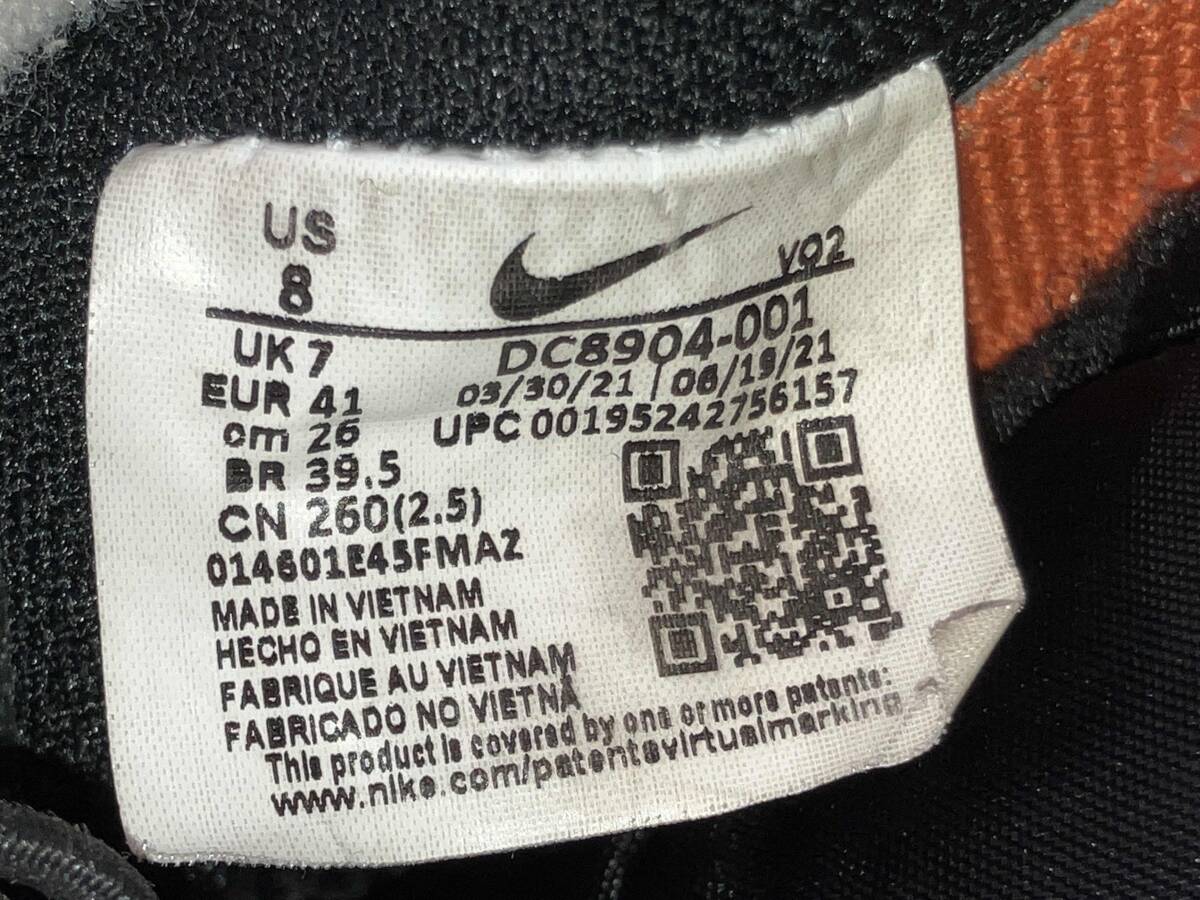 US
8
VO2
UK 7
DC8904-001
EUR 41
03/30/21 | 06/19/21
cm 26
UPC 00195242756157
BR 39.5
CN 260(2.5)
014601E45FMAZ
MADE IN VIETNAM
HECHO EN VIETNAM
FABRIQUE AU VIETNAM
FABRICADO NO VIETNÃ
This product is covered by one or more patents:
www.nike.com/patentsvirtualmarking